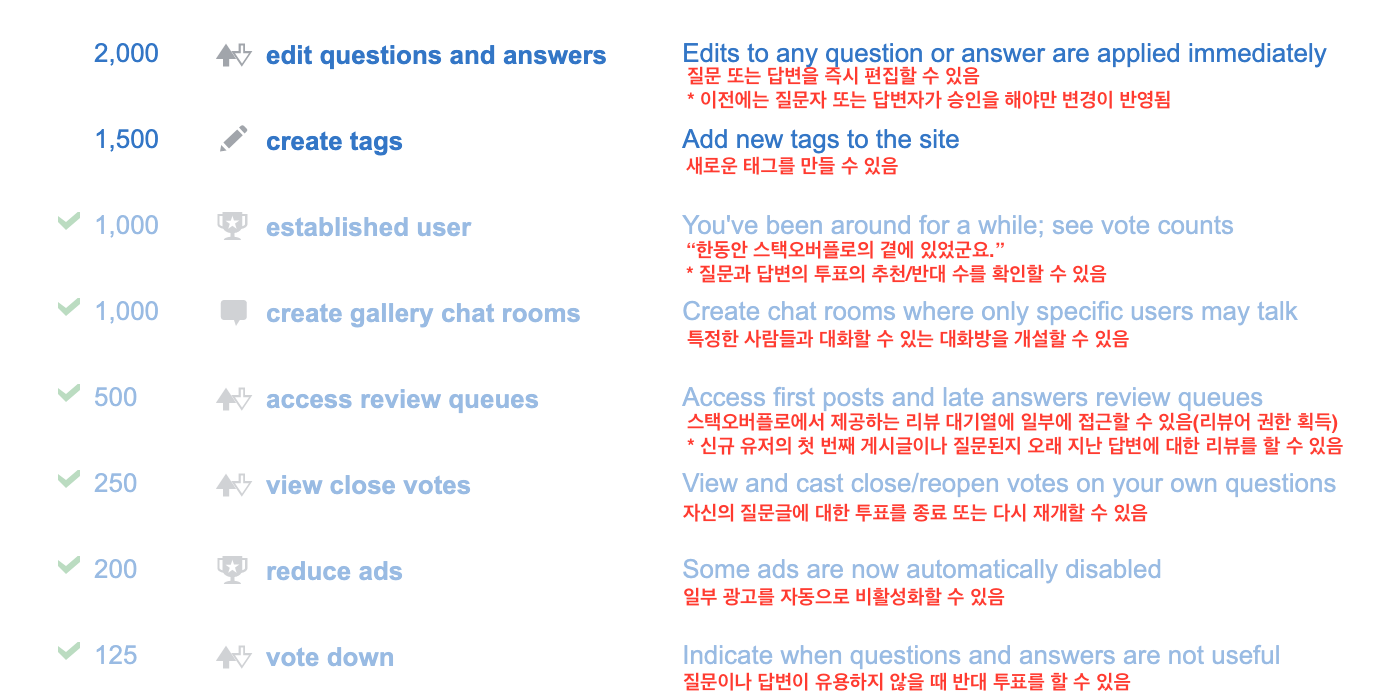 2,000 edit questions and answers Edits to any question or answer are applied immediately
질문 또는 답변을 즉시 편집할 수 있음
* 이전에는 질문자 또는 답변자가 승인을 해야만 변경이 반영됨
1,500 create tags Add new tags to the site
새로운 태그를 만들 수 있음
1,000 established user You've been around for a while; see vote counts
“한동안 스택오버플로의 곁에 있었군요.”
* 질문과 답변의 투표의 추천/반대 수를 확인할 수 있음
1,000 create gallery chat rooms Create chat rooms where only specific users may talk
특정한 사람들과 대화할 수 있는 대화방을 개설할 수 있음
500 access review queues Access first posts and late answers review queues
스택오버플로에서 제공하는 리뷰 대기열에 일부에 접근할 수 있음(리뷰어 권한 획득)
* 신규 유저의 첫 번째 게시글이나 질문된지 오래 지난 답변에 대한 리뷰를 할 수 있음
250 view close votes View and cast close/reopen votes on your own questions
자신의 질문글에 대한 투표를 종료 또는 다시 재개할 수 있음
200 reduce ads Some ads are now automatically disabled
일부 광고를 자동으로 비활성화할 수 있음
125 vote down Indicate when questions and answers are not useful
질문이나 답변이 유용하지 않을 때 반대 투표를 할 수 있음